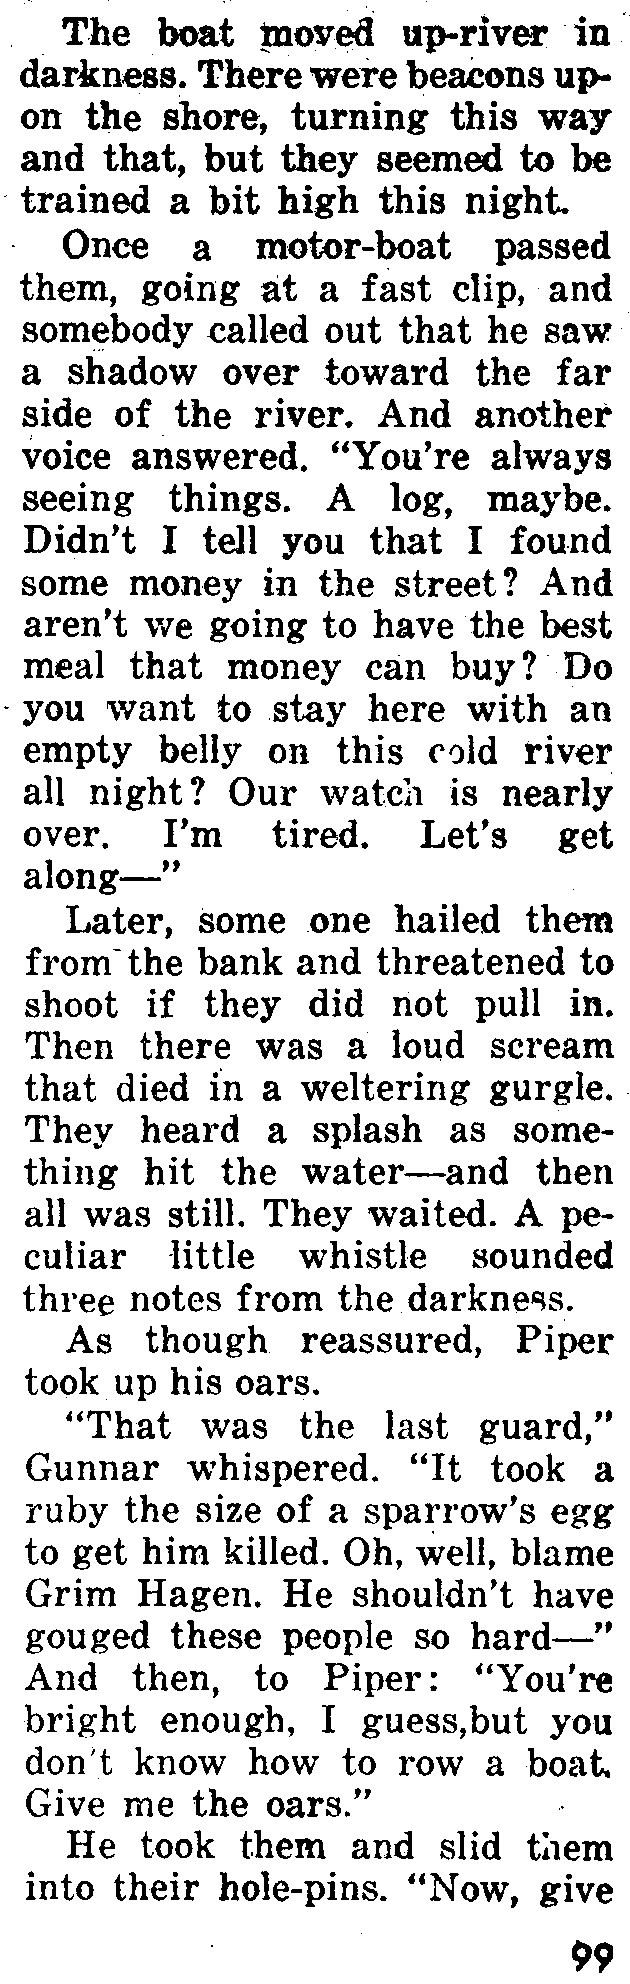 The boat moved up-river in
darkness. There were beacons up-
on the shore, turning this way
and that, but they seemed to be
trained a bit high this night.
Once a motor-boat passed
them, going at a fast clip, and
somebody called out that he saw
a shadow over toward the far
side of the river. And another
voice answered. “You're always
seeing things. A log, maybe.
Didn't I tell you that I found
some money in the street? And
aren't we going to have the best
meal that money can buy? Do
you want to stay here with an
empty belly on this cold river
all night? Our watch is nearly
over. I'm tired. Let's get
along—”
Later, some one hailed them
from the bank and threatened to
shoot if they did not pull in.
Then there was a loud scream
that died in a weltering gurgle.
They heard a splash as some-
thing hit the water—and then
all was still. They waited. A pe-
culiar little whistle sounded
three notes from the darkness.
As though reassured, Piper
took up his oars.
“That was the last guard,”
Gunnar whispered. “It took a
ruby the size of a sparrow's egg
to get him killed. Oh, well, blame
Grim Hagen. He shouldn't have
gouged these people so hard—”
And then, to Piper: “You're
bright enough, I guess,but you
don't know how to row a boat.
Give me the oars.”
He took them and slid them
into their hole-pins. “Now, give
99